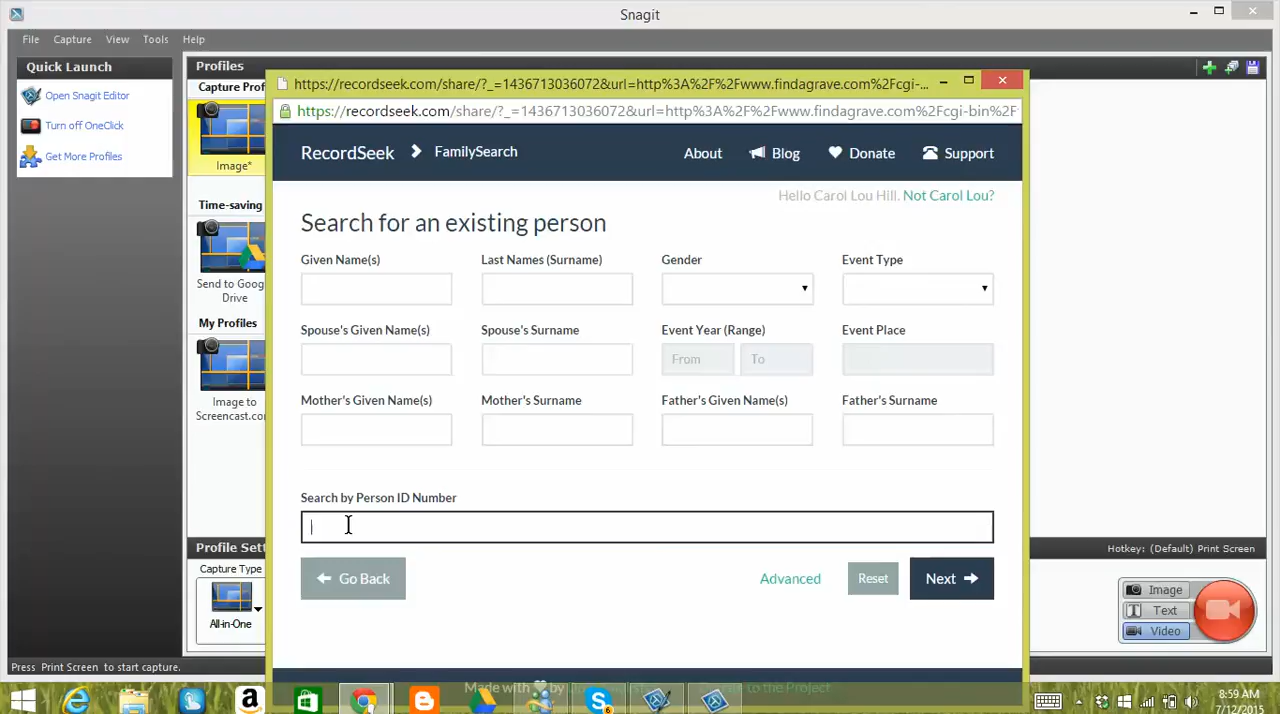 Snagit
File Capture View Tools Help
Quick Launch
Open Snagit Editor
Turn off OneClick
Get More Profiles
Profiles
Capture Prof
Image*
Time-saving
Send to Goog
Drive
My Profiles
Image to
Screencast.co
Profile Sett
Capture Type
All-in-One
Hotkey: (Default) Print Screen
Image
Text
Video
Press Print Screen to start capture.
https://recordseek.com/share/?_=1436713036072&url=http%3A%2F%2Fwww.findagrave.com%2Fcgi-...
https://recordseek.com/share/?_=1436713036072&url=http%3A%2F%2Fwww.findagrave.com%2Fcgi-bin%2F
RecordSeek FamilySearch About Blog Donate Support
Hello Carol Lou Hill. Not Carol Lou?
Search for an existing person
Given Name(s) Last Names (Surname) Gender Event Type
Spouse's Given Name(s) Spouse's Surname Event Year (Range) Event Place
From To
Mother's Given Name(s) Mother's Surname Father's Given Name(s) Father's Surname
Search by Person ID Number
Go Back Advanced Reset Next
Made with by to the Project
a
S 6
8:59 AM
7/12/2015